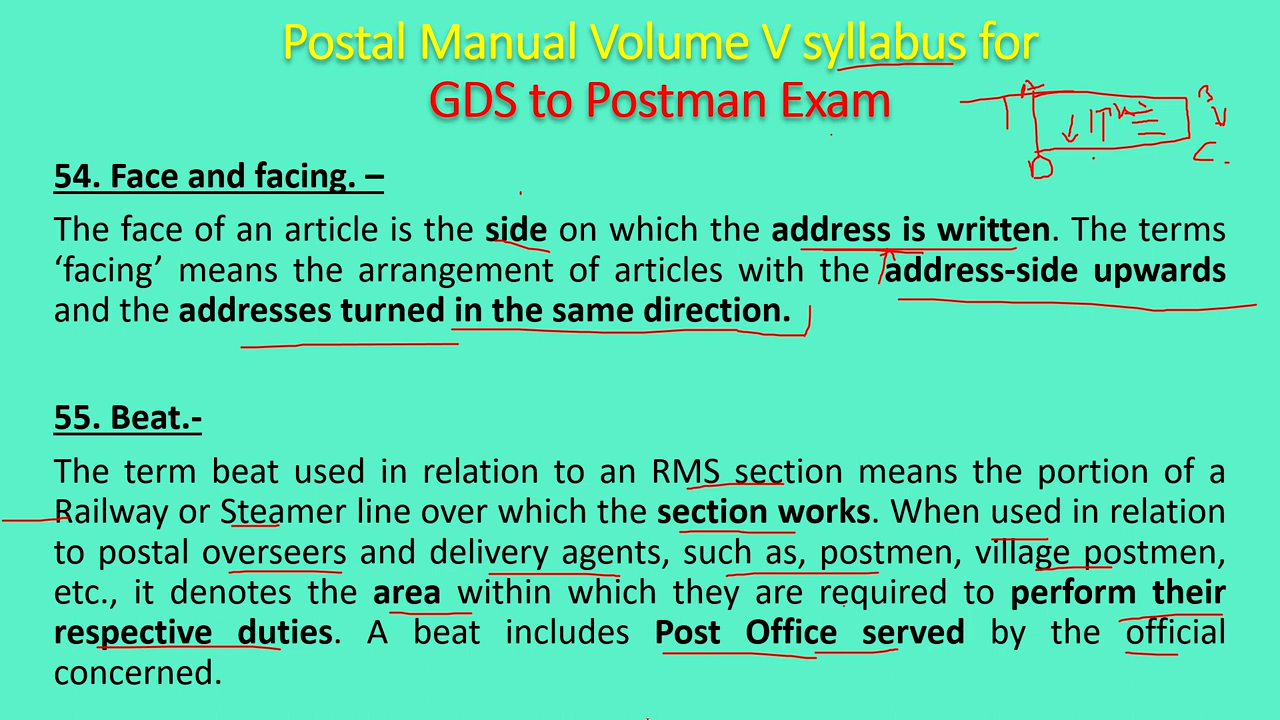 Postal Manual Volume V syllabus for
GDS to Postman Exam
A
B
C
D
54. Face and facing. –
The face of an article is the side on which the address is written. The terms
‘facing’ means the arrangement of articles with the address-side upwards
and the addresses turned in the same direction.
55. Beat.-
The term beat used in relation to an RMS section means the portion of a
Railway or Steamer line over which the section works. When used in relation
to postal overseers and delivery agents, such as, postmen, village postmen,
etc., it denotes the area within which they are required to perform their
respective duties. A beat includes Post Office served by the official
concerned.